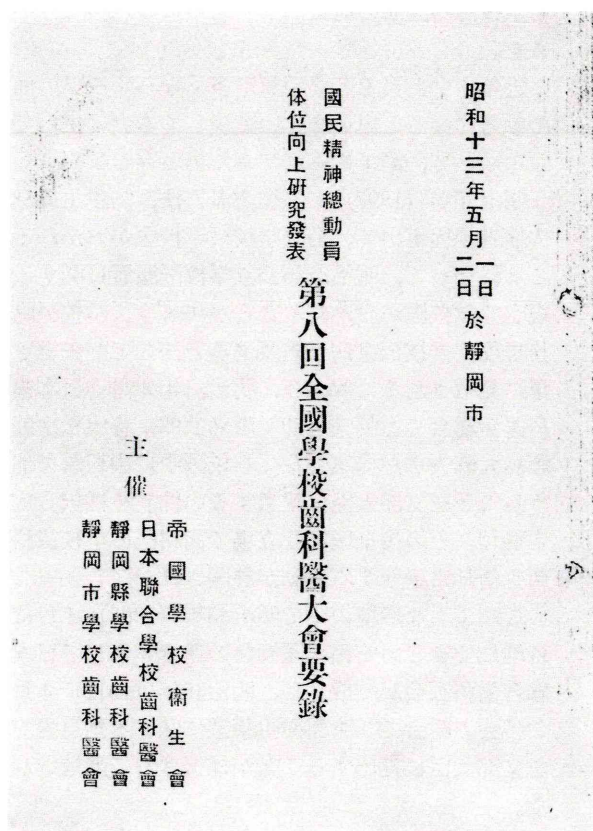 昭和十三年五月一日二日於靜岡市
國民精神總動員
体位向上硏究發表
第八回全國學校齒科醫大會要錄
主催
帝國學校衞生會
日本聯合學校齒科醫會
靜岡縣學校齒科醫會
靜岡市學校齒科醫會